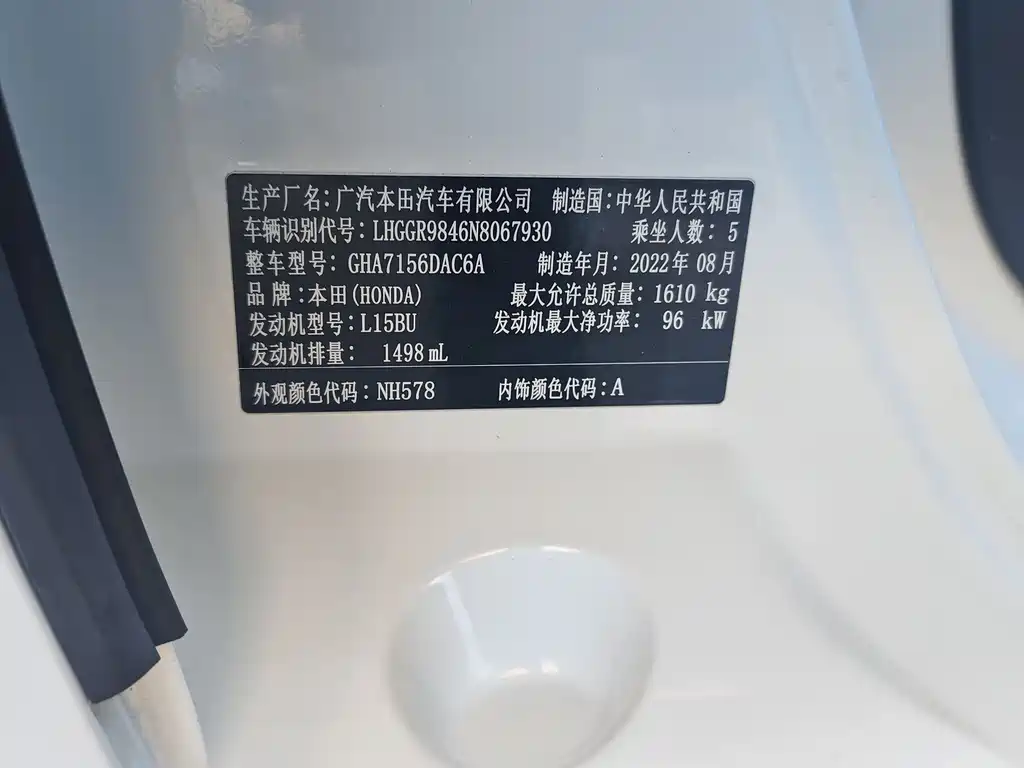 生产厂名：广汽本田汽车有限公司 制造国：中华人民共和国
车辆识别代号：LHGGR9846N8067930 乘坐人数：5
整车型号：GHA7156DAC6A 制造年月：2022年08月
品牌：本田(HONDA) 最大允许总质量：1610 kg
发动机型号：L15BU 发动机最大净功率：96 kW
发动机排量：1498mL
外观颜色代码：NH578 内饰颜色代码：A